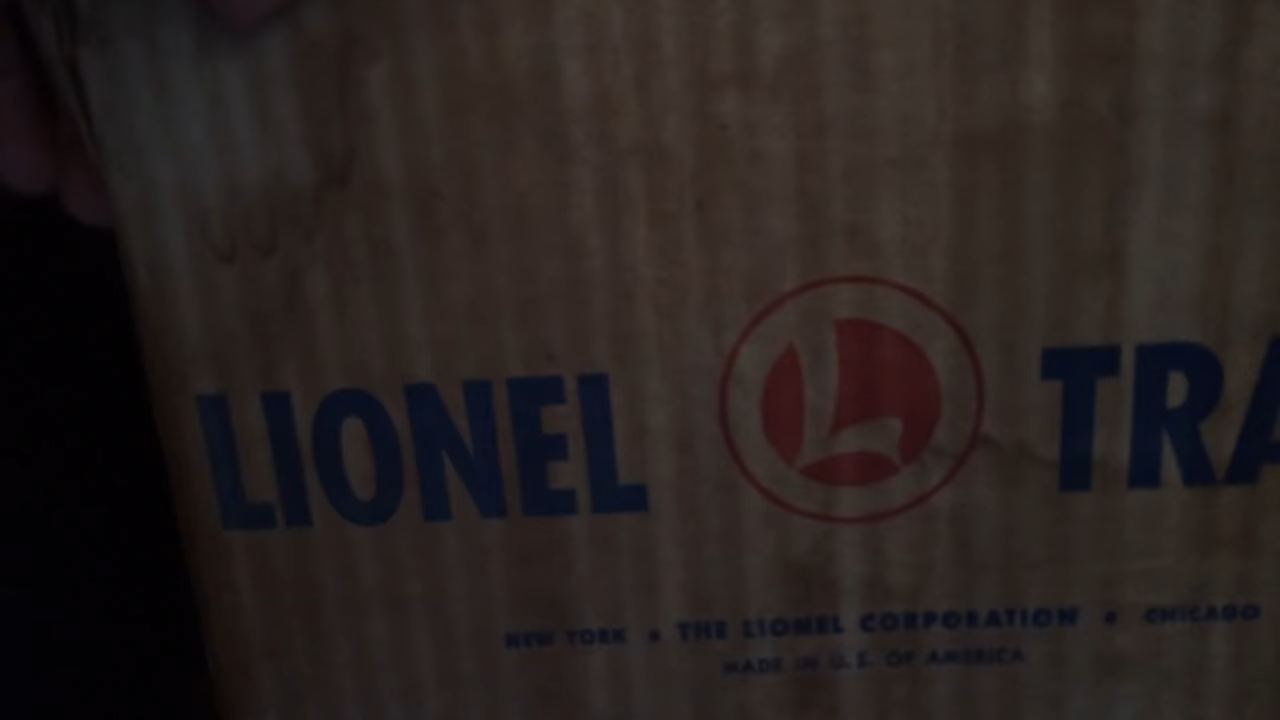 LIONEL L TRA
NEW YORK • THE LIONEL CORPORATION • CHICAGO
MADE IN U.S. OF AMERICA